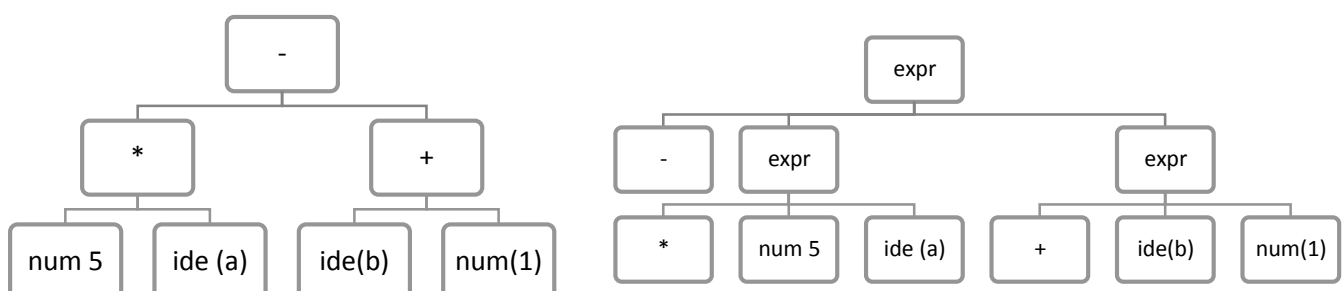 -
* +
num 5 ide (a) ide(b) num(1)
expr
- expr expr
* num 5 ide (a) + ide(b) num(1)